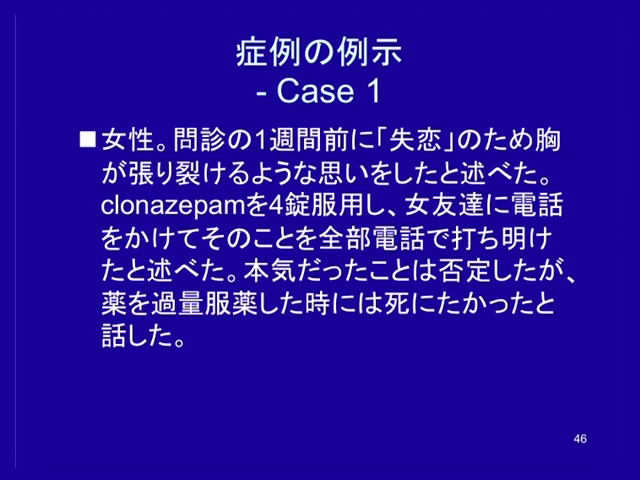 症例の例示
- Case 1
■女性。問診の1週間前に「失恋」のため胸
が張り裂けるような思いをしたと述べた。
clonazepamを4錠服用し、女友達に電話
をかけてそのことを全部電話で打ち明け
たと述べた。本気だったことは否定したが、
薬を過量服薬した時には死にたかったと
話した。
46